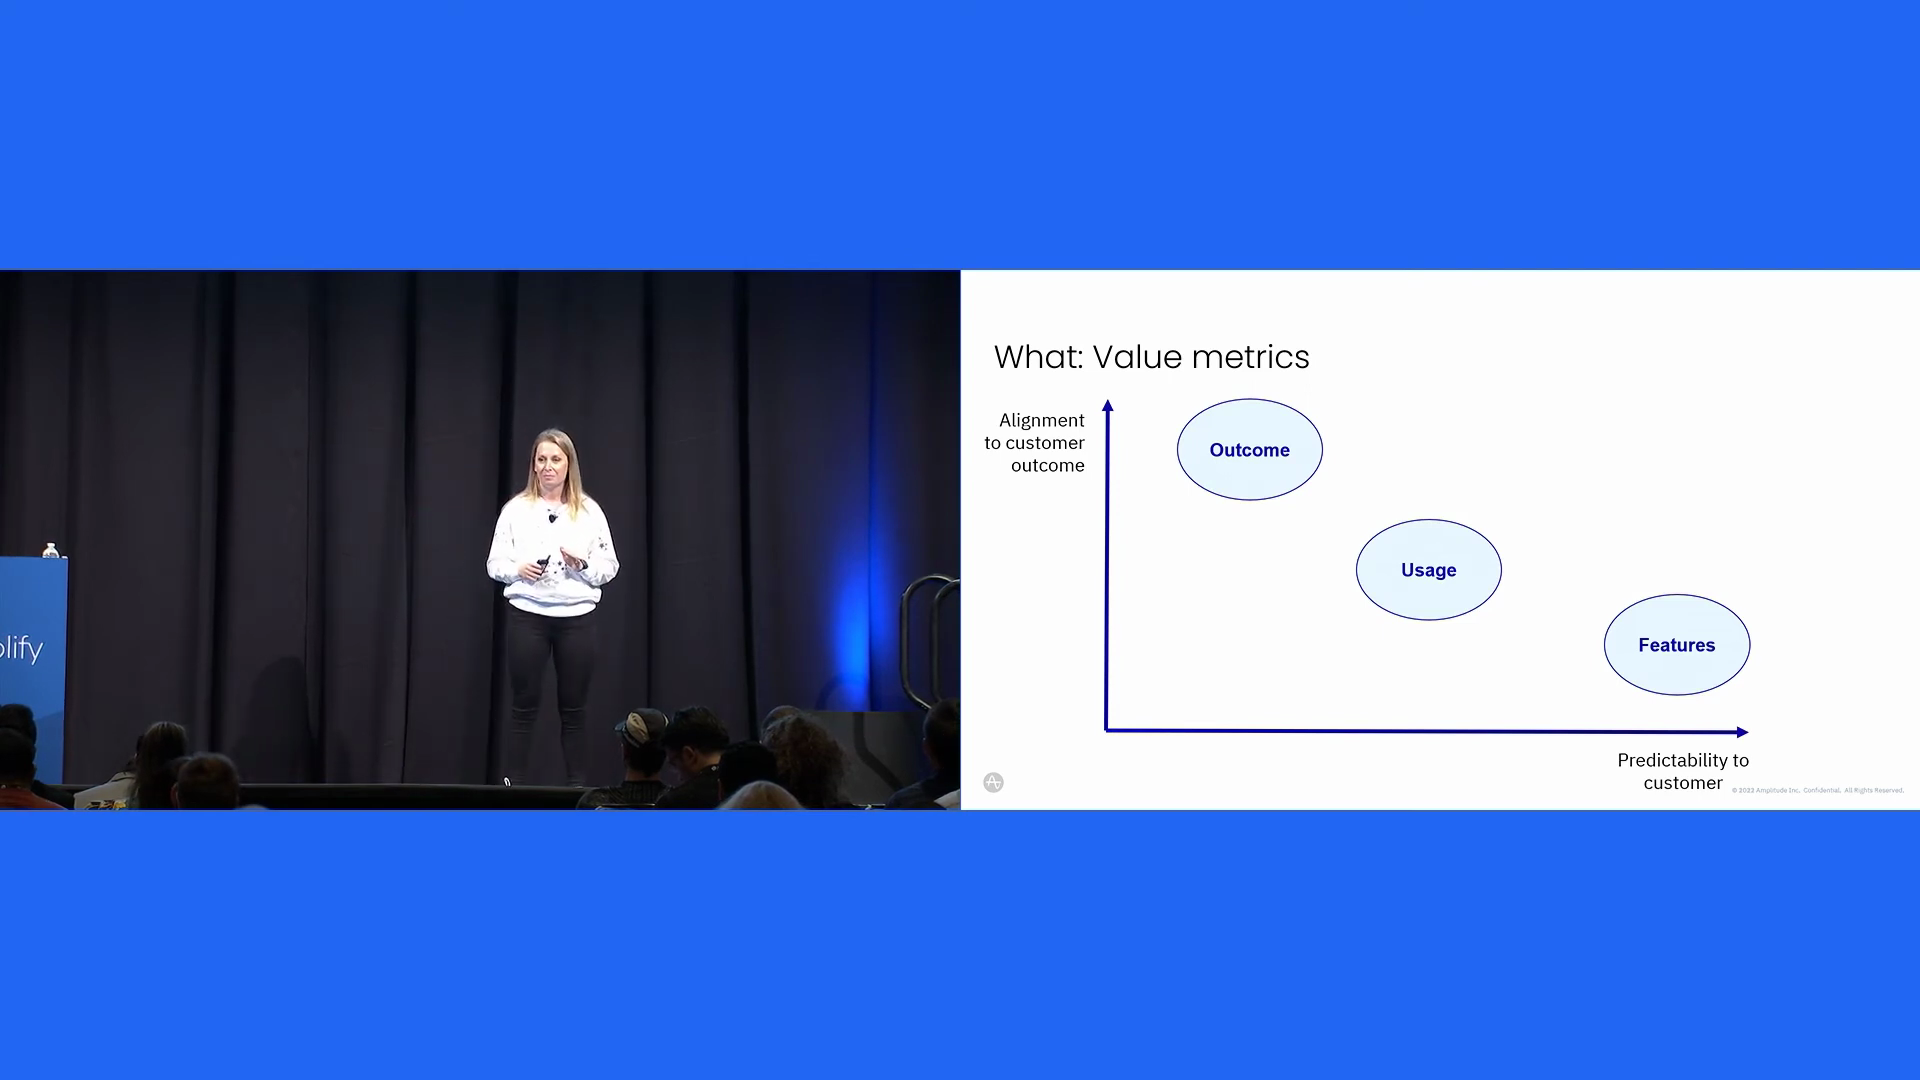 plify
What: Value metrics
Alignment
to customer
outcome
Outcome
Usage
Features
Predictability to
customer
© 2022 Amplitude Inc. Confidential. All Rights Reserved.